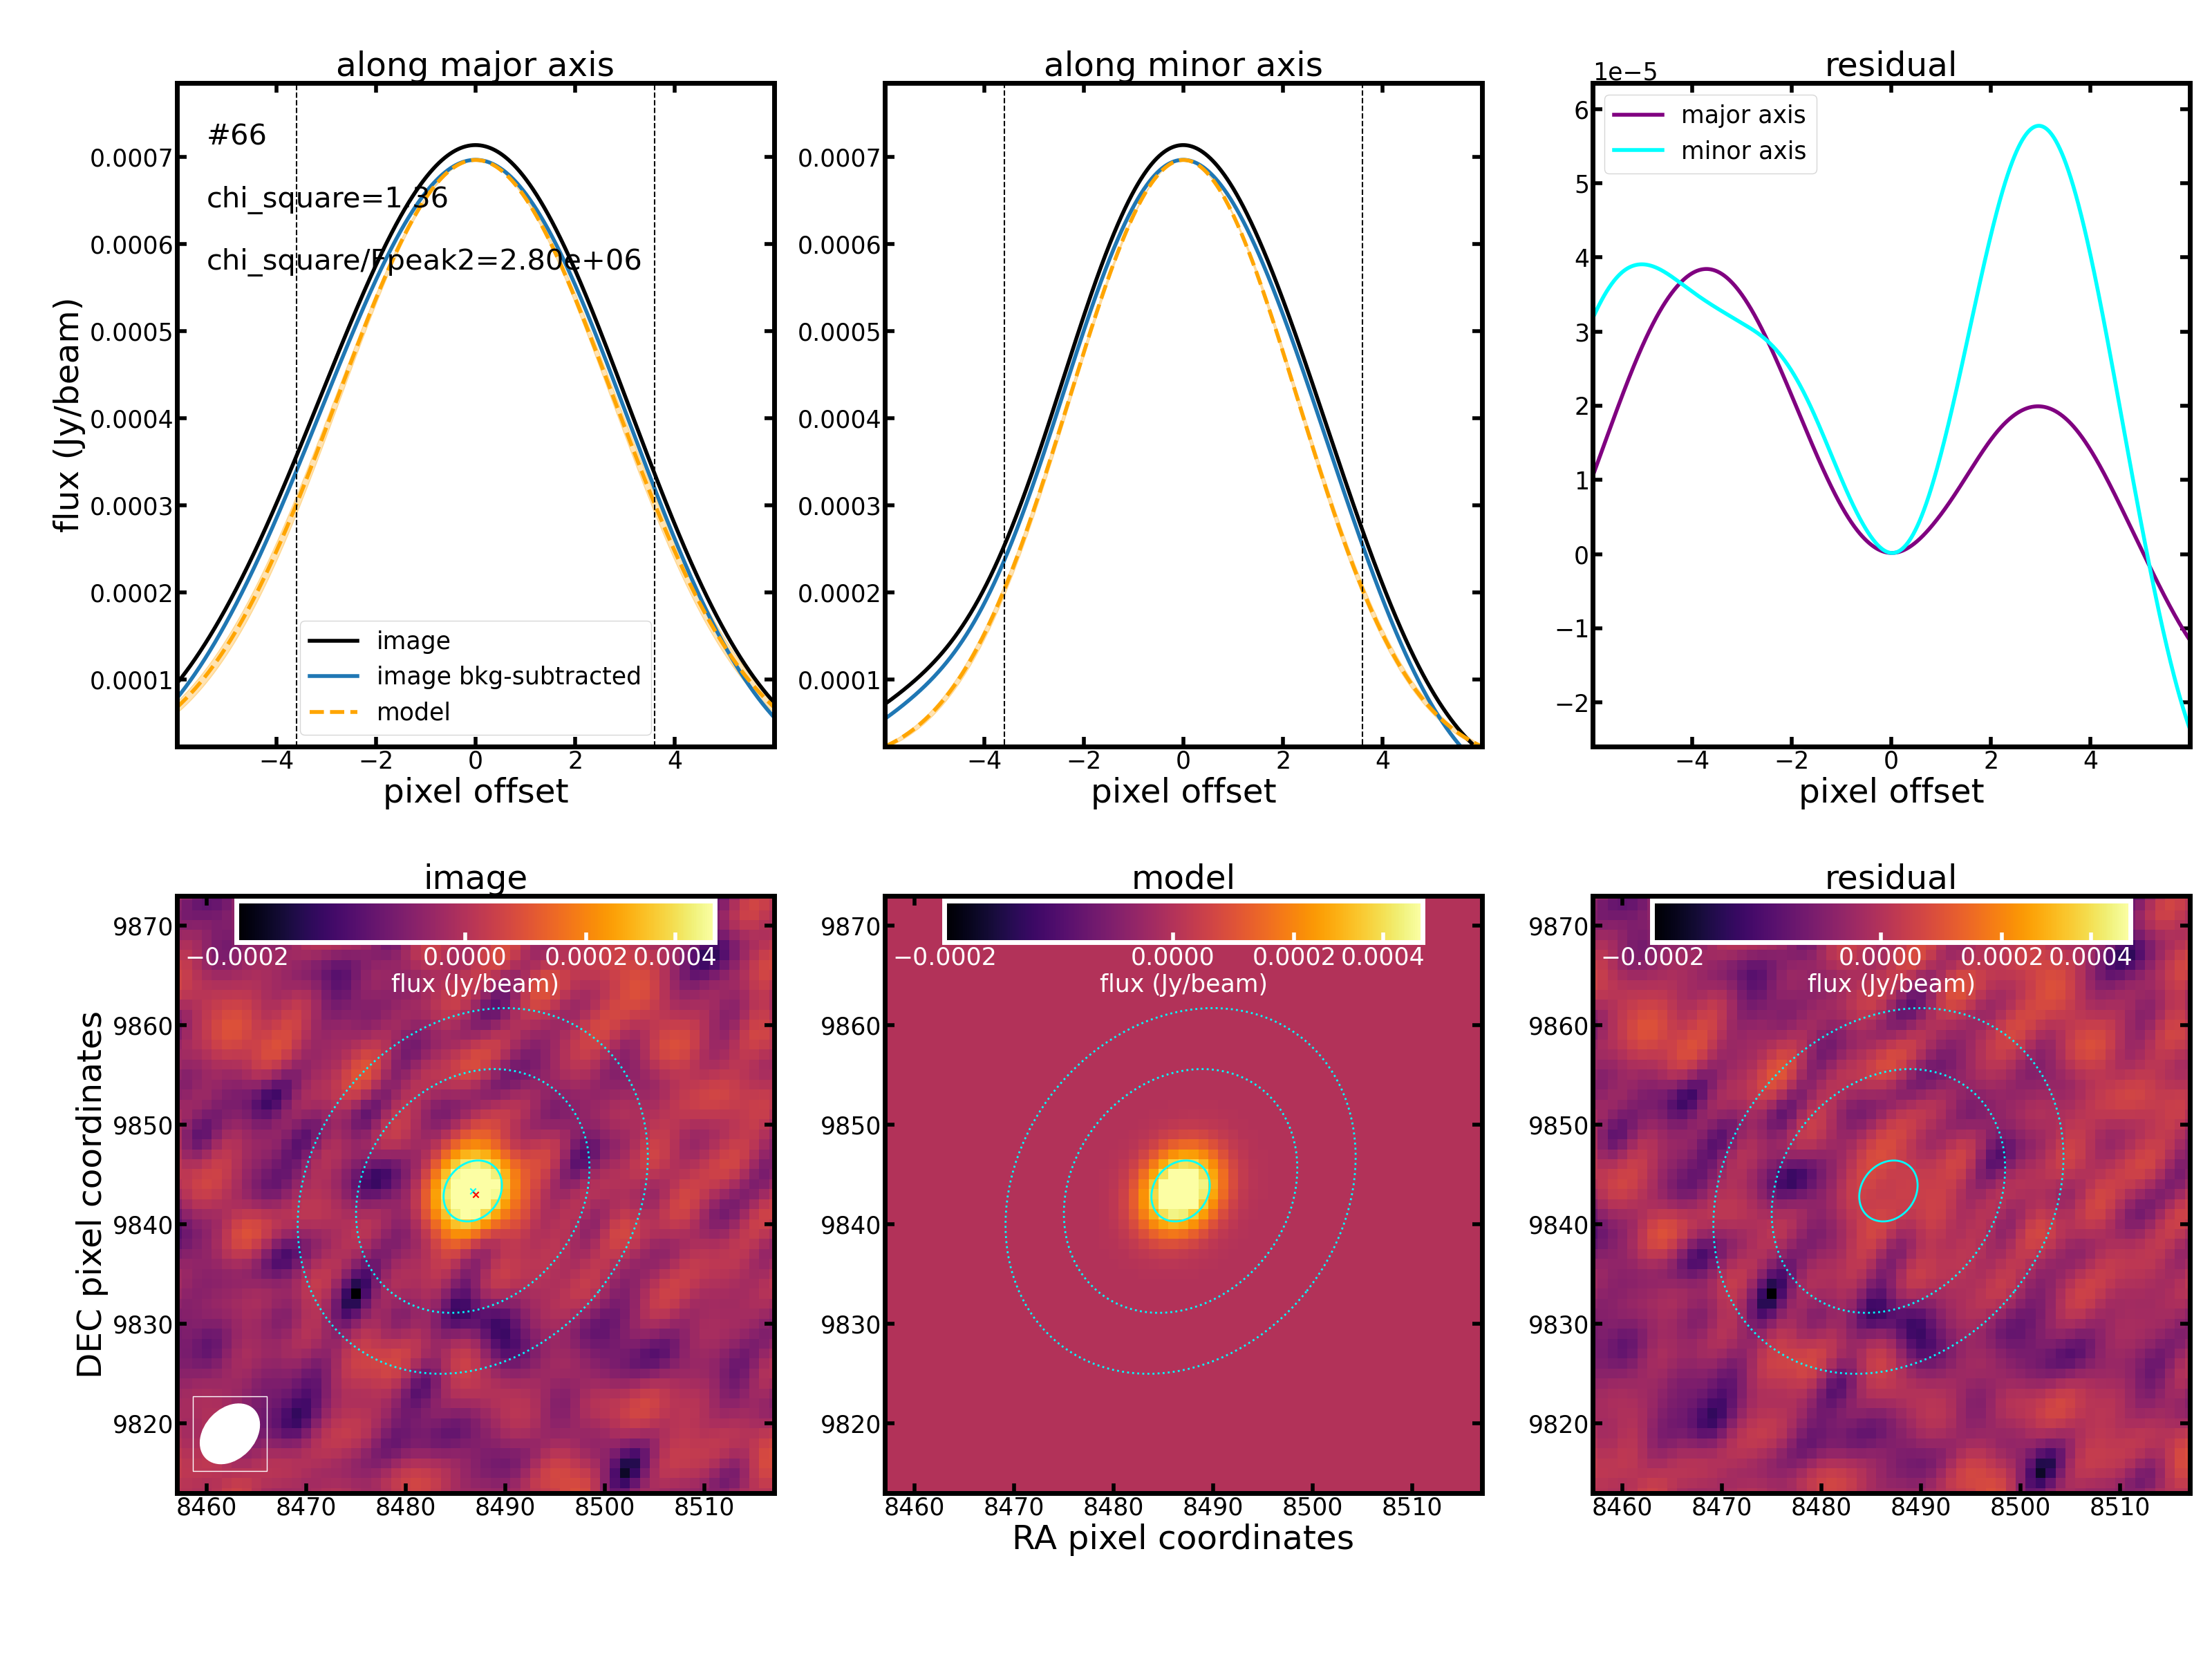 along major axis
along minor axis
residual
1e−5
#66
chi_square=1.36
chi_square/Fpeak2=2.80e+06
flux (Jy/beam)
0.0007
0.0006
0.0005
0.0004
0.0003
0.0002
0.0001
image
image bkg-subtracted
model
−4 −2 0 2 4
pixel offset
0.0007
0.0006
0.0005
0.0004
0.0003
0.0002
0.0001
−4 −2 0 2 4
pixel offset
major axis
minor axis
6
5
4
3
2
1
0
−1
−2
−4 −2 0 2 4
pixel offset
image
−0.0002 0.0000 0.0002 0.0004
flux (Jy/beam)
DEC pixel coordinates
9870
9860
9850
9840
9830
9820
8460 8470 8480 8490 8500 8510
model
−0.0002 0.0000 0.0002 0.0004
flux (Jy/beam)
9870
9860
9850
9840
9830
9820
8460 8470 8480 8490 8500 8510
RA pixel coordinates
residual
−0.0002 0.0000 0.0002 0.0004
flux (Jy/beam)
9870
9860
9850
9840
9830
9820
8460 8470 8480 8490 8500 8510